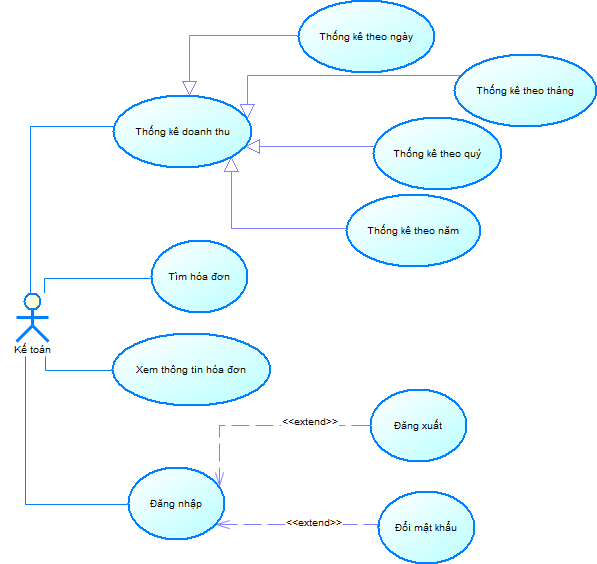 Thống kê theo ngày
Thống kê theo tháng
Thống kê doanh thu
Thống kê theo quý
Thống kê theo năm
Tìm hóa đơn
Kế toán
Xem thông tin hóa đơn
<<extend>>
Đăng xuất
Đăng nhập
<<extend>>
Đổi mật khẩu